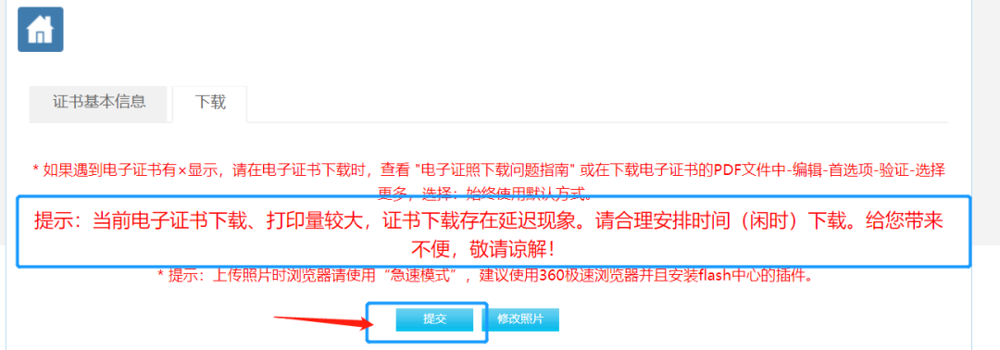 证书基本信息
下载
* 如果遇到电子证书有×显示，请在电子证书下载时，查看 "电子证照下载问题指南" 或在下载电子证书的PDF文件中-编辑-首选项-验证-选择
更多，选择：始终使用默认方式。
提示：当前电子证书下载、打印量较大，证书下载存在延迟现象。请合理安排时间（闲时）下载。给您带来
不便，敬请谅解！
* 提示：上传照片时浏览器请使用“急速模式”，建议使用360极速浏览器并且安装flash中心的插件。
提交
修改照片